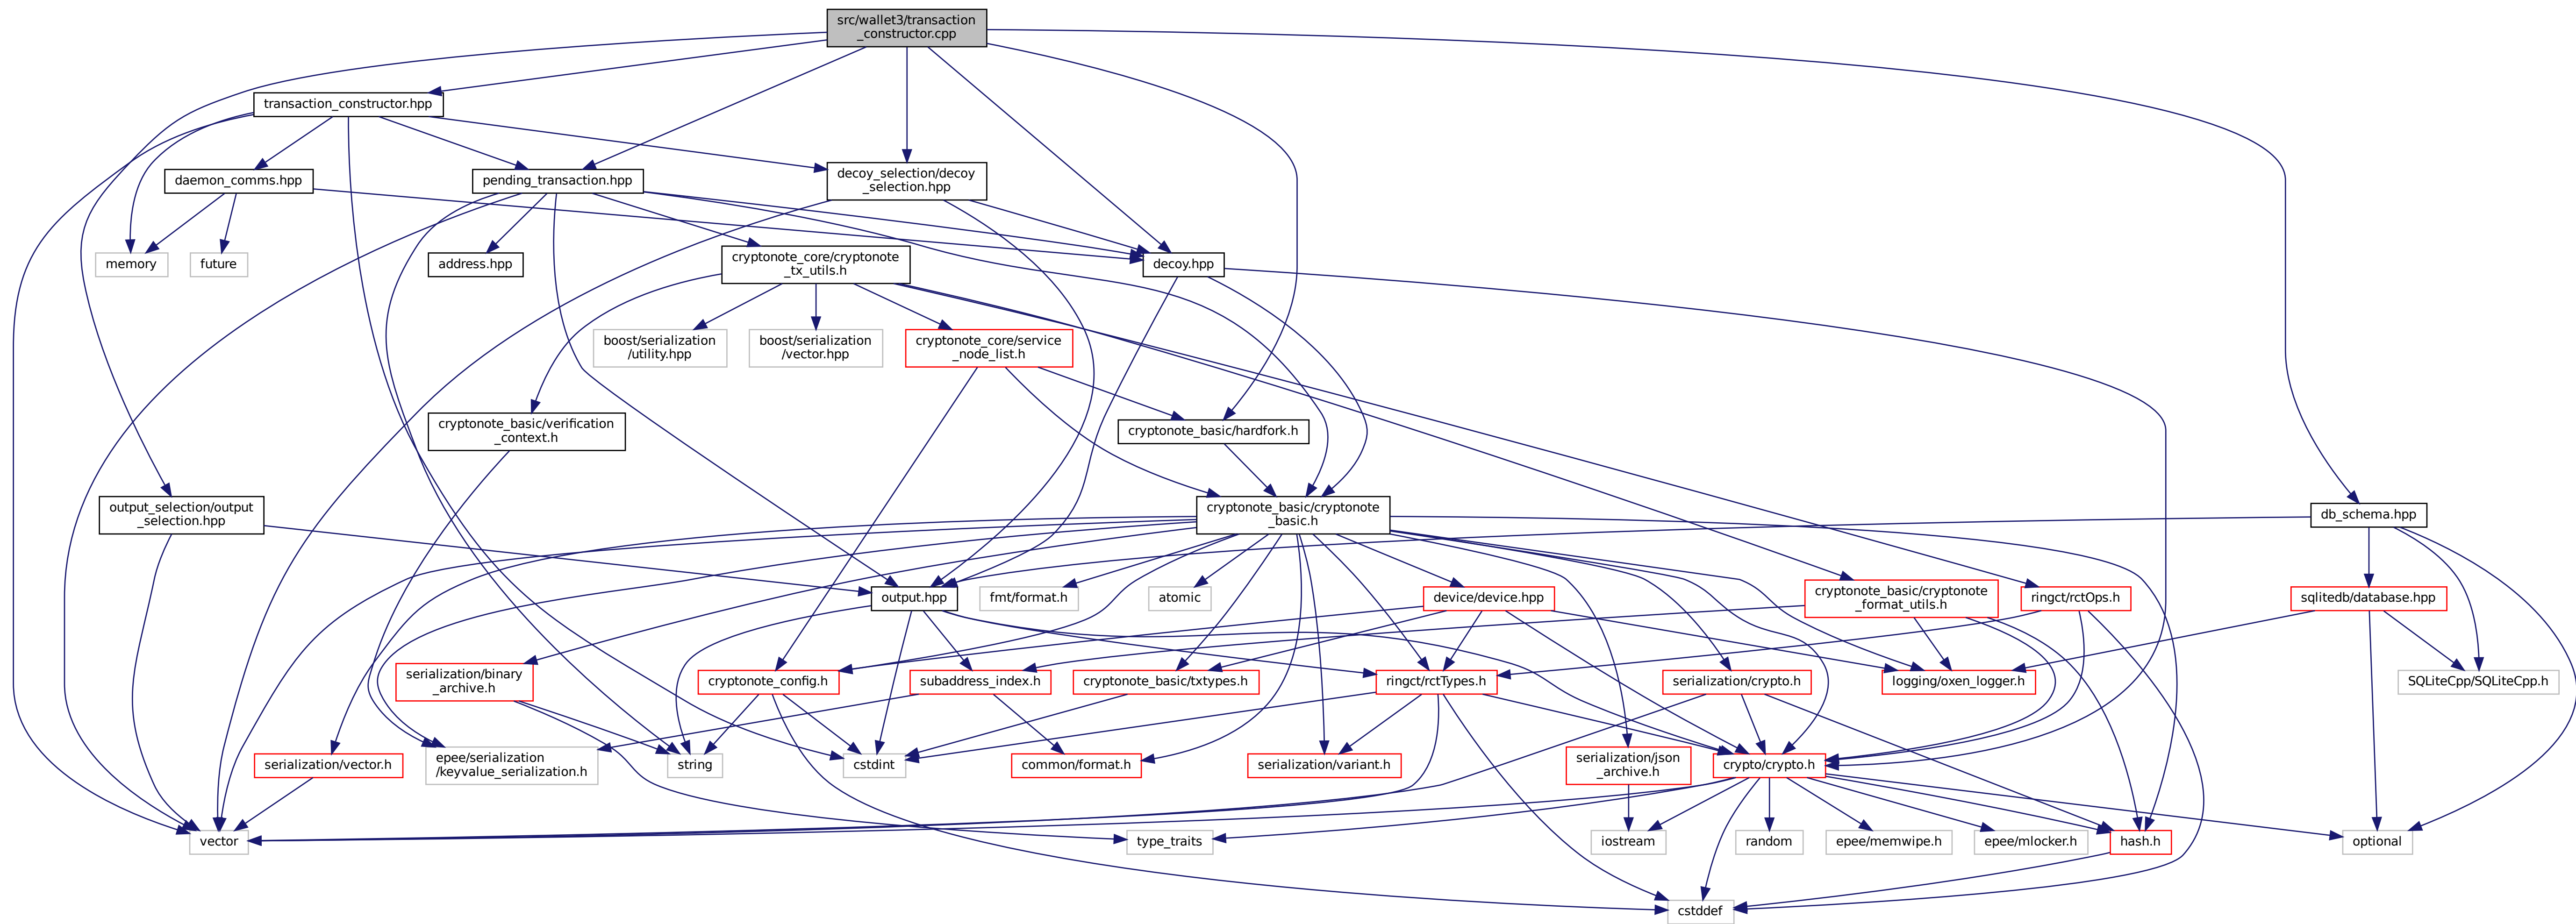 src/wallet3/transaction
_constructor.cpp
transaction_constructor.hpp
daemon_comms.hpp
pending_transaction.hpp
decoy_selection/decoy
_selection.hpp
memory
future
address.hpp
cryptonote_core/cryptonote
_tx_utils.h
decoy.hpp
boost/serialization
/utility.hpp
boost/serialization
/vector.hpp
cryptonote_core/service
_node_list.h
cryptonote_basic/verification
_context.h
cryptonote_basic/hardfork.h
output_selection/output
_selection.hpp
cryptonote_basic/cryptonote
_basic.h
db_schema.hpp
output.hpp
fmt/format.h
atomic
device/device.hpp
cryptonote_basic/cryptonote
_format_utils.h
ringct/rctOps.h
sqlitedb/database.hpp
serialization/binary
_archive.h
cryptonote_config.h
subaddress_index.h
cryptonote_basic/txtypes.h
ringct/rctTypes.h
serialization/crypto.h
logging/oxen_logger.h
SQLiteCpp/SQLiteCpp.h
serialization/vector.h
epee/serialization
/keyvalue_serialization.h
string
cstdint
common/format.h
serialization/variant.h
serialization/json
_archive.h
crypto/crypto.h
vector
type_traits
iostream
random
epee/memwipe.h
epee/mlocker.h
hash.h
optional
cstddef